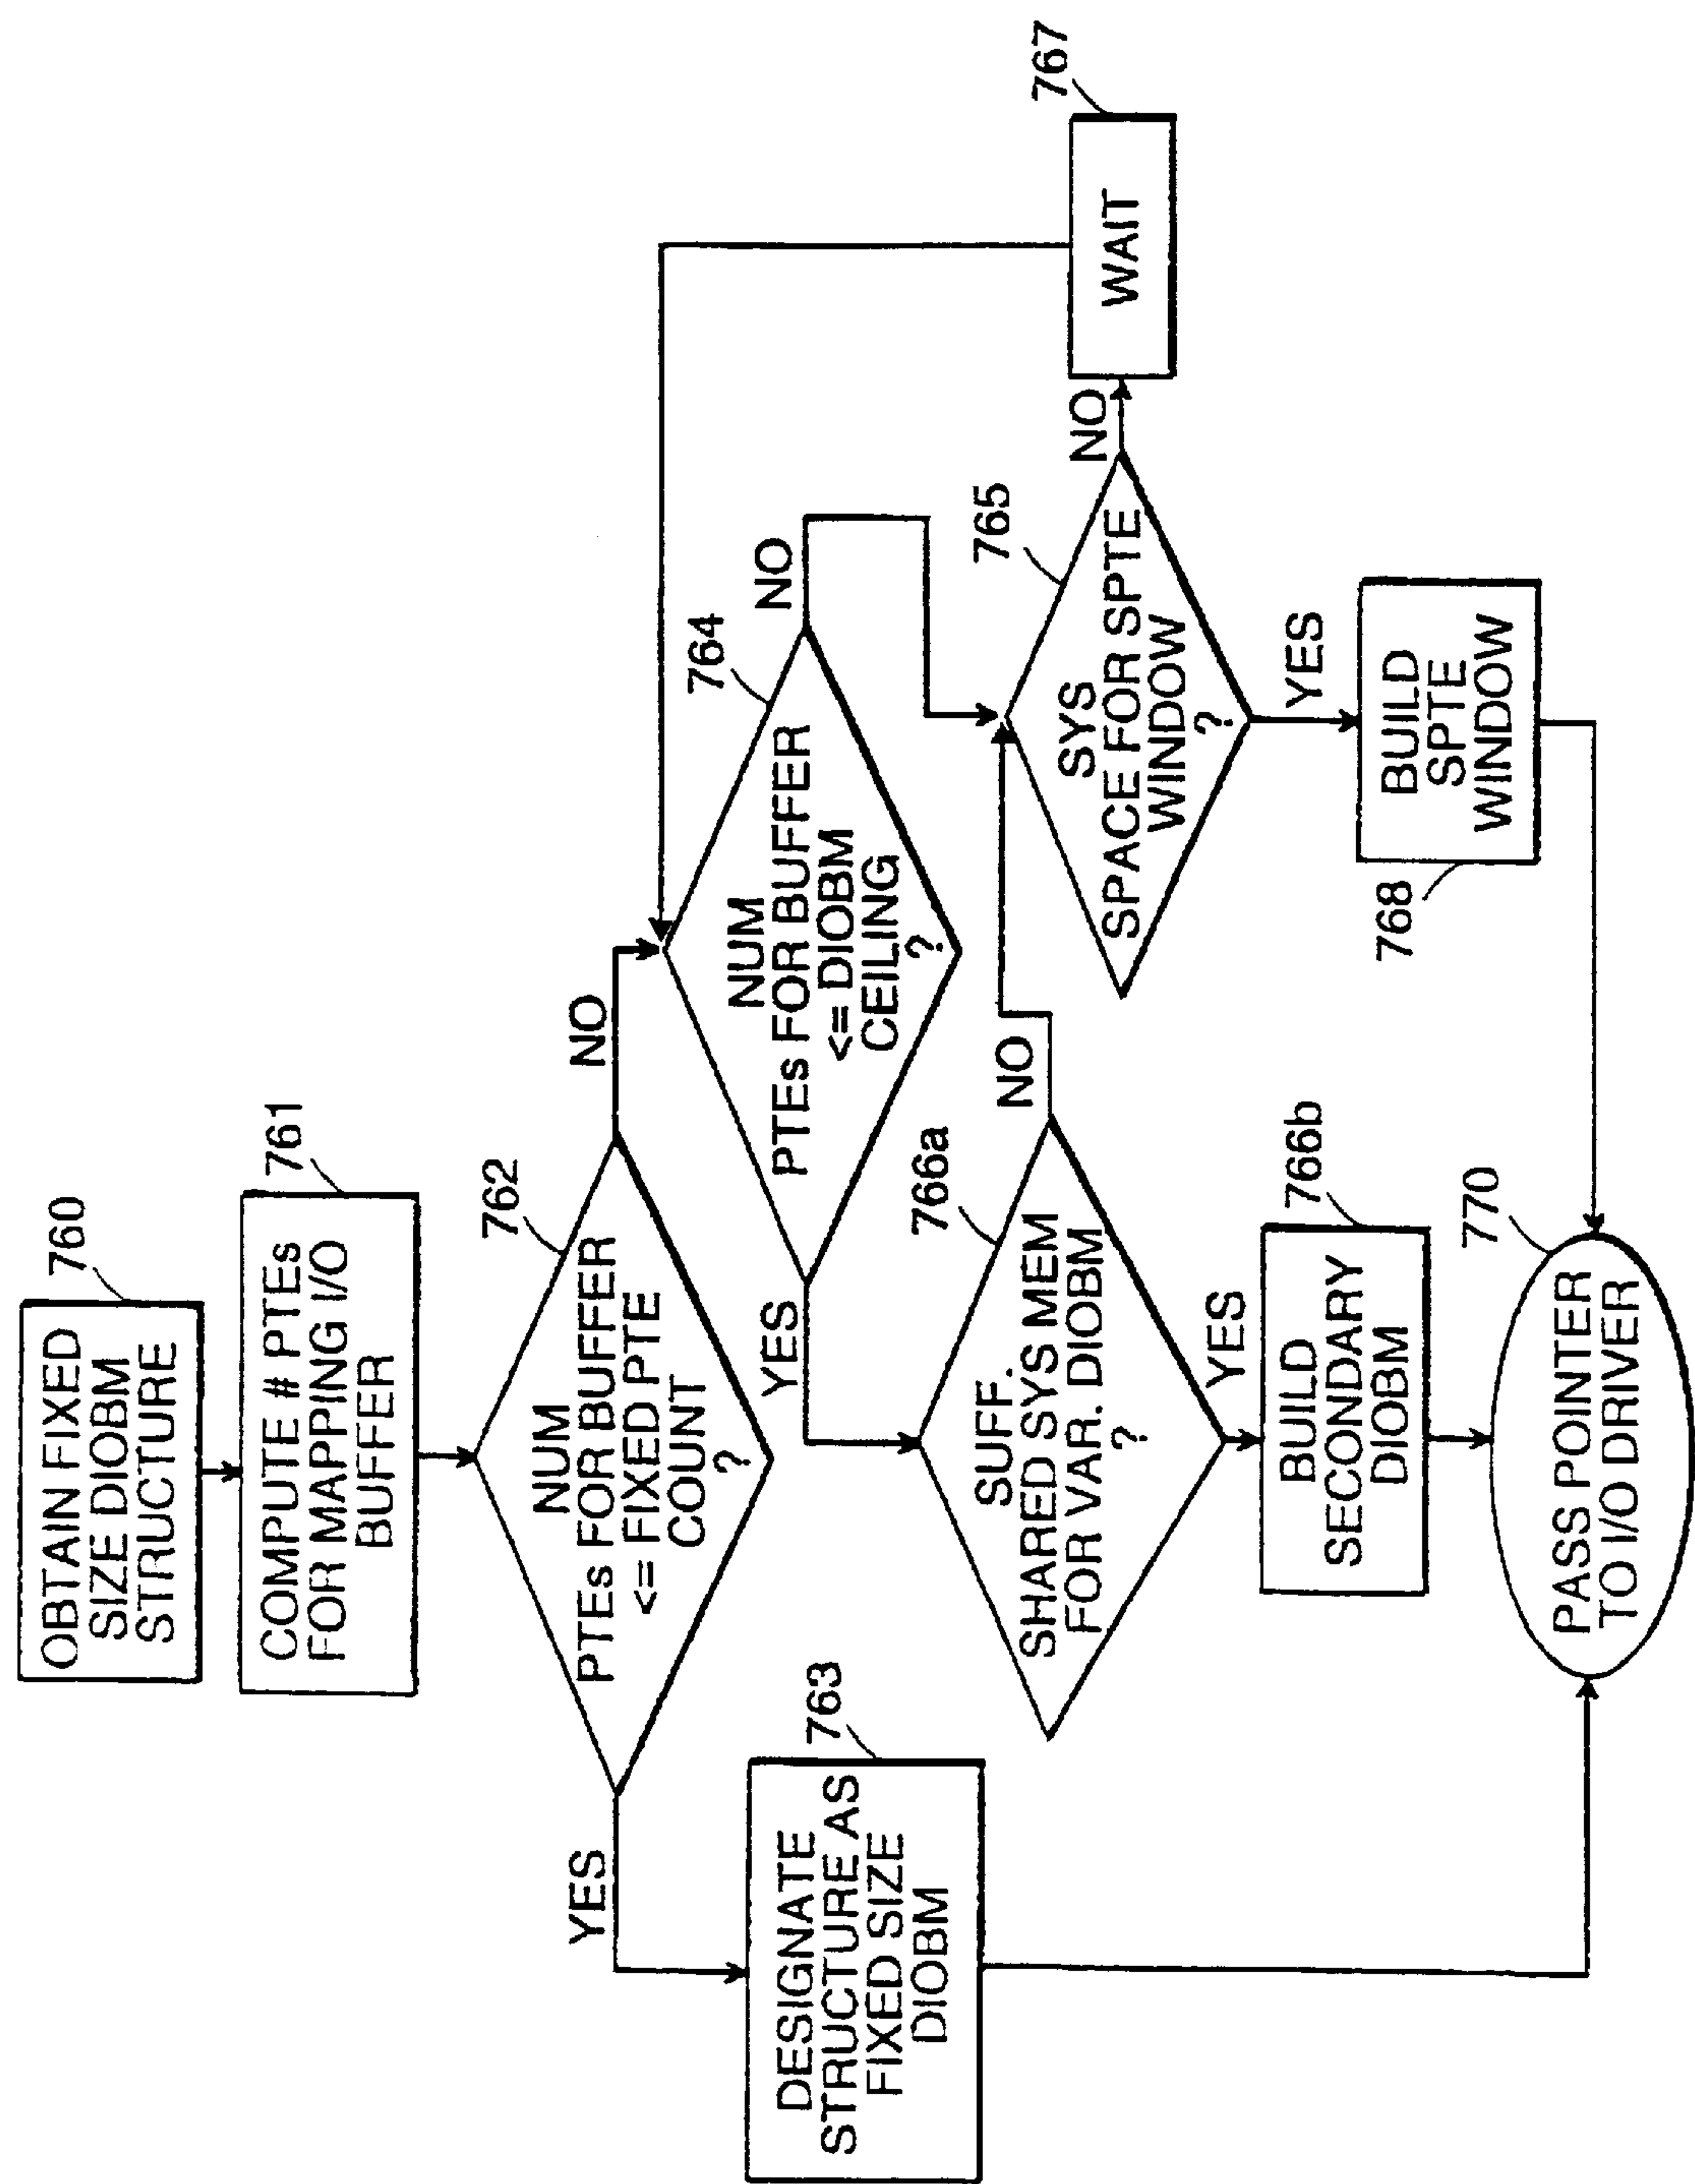 OBTAIN FIXED
SIZE DIOBM
STRUCTURE
760
COMPUTE # PTEs
FOR MAPPING I/O
BUFFER
761
NUM
PTEs FOR BUFFER
<= FIXED PTE
COUNT
?
762
YES
NO
DESIGNATE
STRUCTURE AS
FIXED SIZE
DIOBM
763
NUM
PTEs FOR BUFFER
<= DIOBM
CEILING
?
764
YES
NO
SUFF.
SHARED SYS MEM
FOR VAR. DIOBM
?
766a
NO
YES
SYS
SPACE FOR SPTE
WINDOW
?
765
NO
YES
WAIT
767
BUILD
SECONDARY
DIOBM
766b
BUILD
SPTE
WINDOW
768
PASS POINTER
TO I/O DRIVER
770